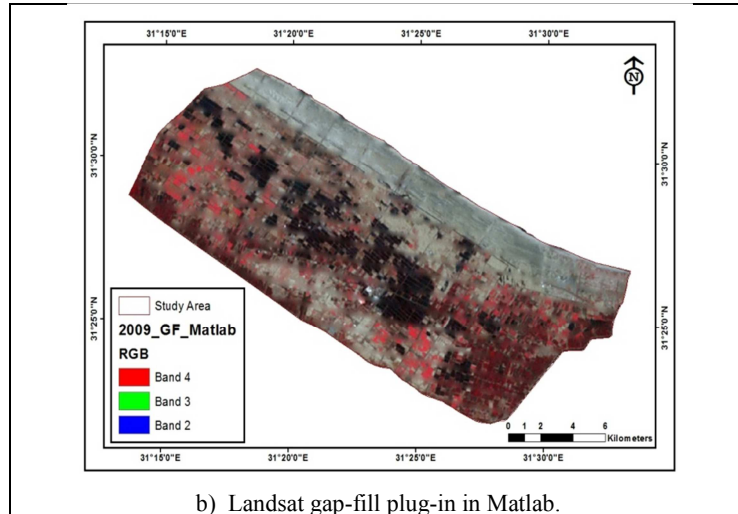 31°15'0"E 31°20'0"E 31°25'0"E 31°30'0"E
N
31°30'0"N
31°30'0"N
31°25'0"N
31°25'0"N
Study Area
2009_GF_Matlab
RGB
Band 4
Band 3
Band 2
0 1 2 4 6
Kilometers
31°15'0"E 31°20'0"E 31°25'0"E 31°30'0"E
b) Landsat gap-fill plug-in in Matlab.